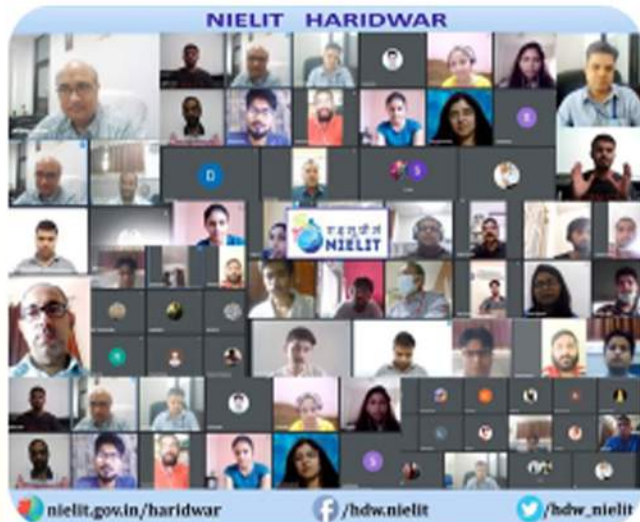 NIELIT HARIDWAR
D
S
S
NIELIT
S
nielit.gov.in/haridwar
/hdw.nielit
/hdw_nielit